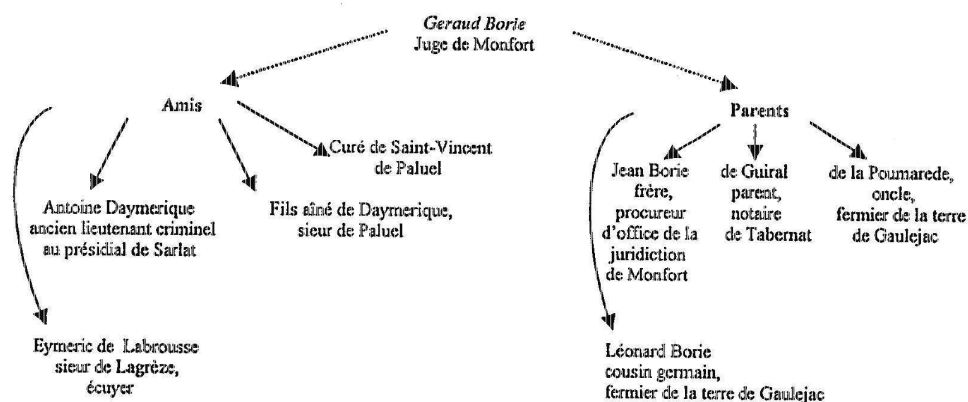 Geraud Borie
Juge de Monfort
Amis
Parents
Curé de Saint-Vincent
de Paluel
Antoine Daymerique
ancien lieutenant criminel
au présidial de Sarlat
Fils aîné de Daymerique,
sieur de Paluel
Jean Borie
frère,
procureur
d'office de la
juridiction
de Monfort
de Guiral
parent,
notaire
de Tabernat
de la Poumarede,
oncle,
fermier de la terre
de Gaulejac
Eymeric de Labrousse
sieur de Lagrèze,
écuyer
Léonard Borie
cousin germain,
fermier de la terre de Gaulejac